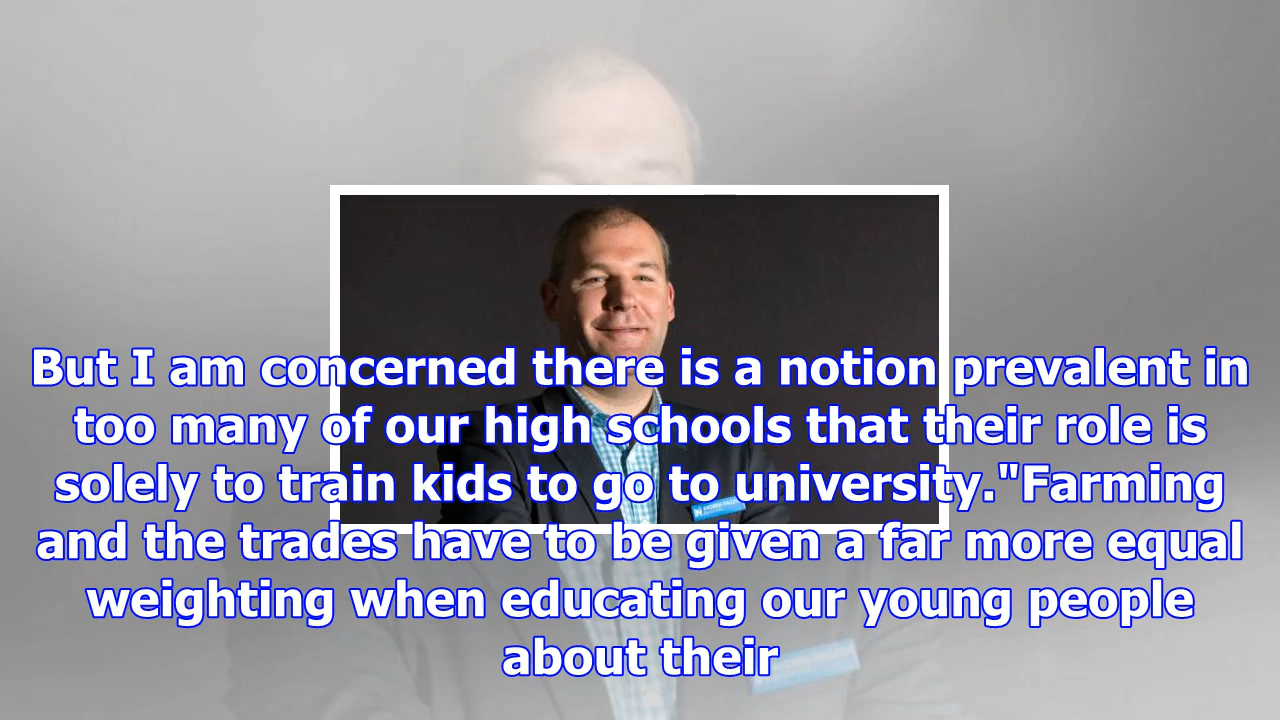 But I am concerned there is a notion prevalent in
too many of our high schools that their role is
solely to train kids to go to university."Farming
and the trades have to be given a far more equal
weighting when educating our young people
about their